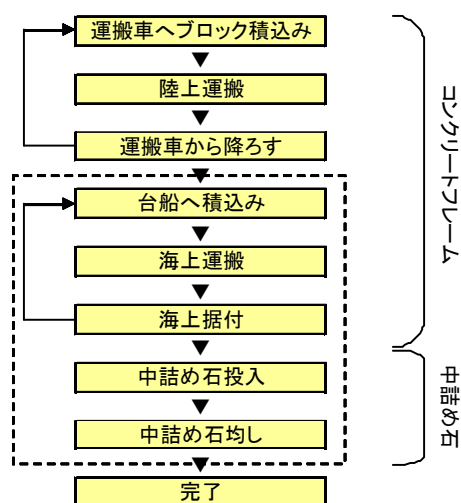 運搬車へブロック積込み
陸上運搬
運搬車から降ろす
台船へ積込み
海上運搬
海上据付
中詰め石投入
中詰め石均し
完了
コンクリートフレーム
中詰め石